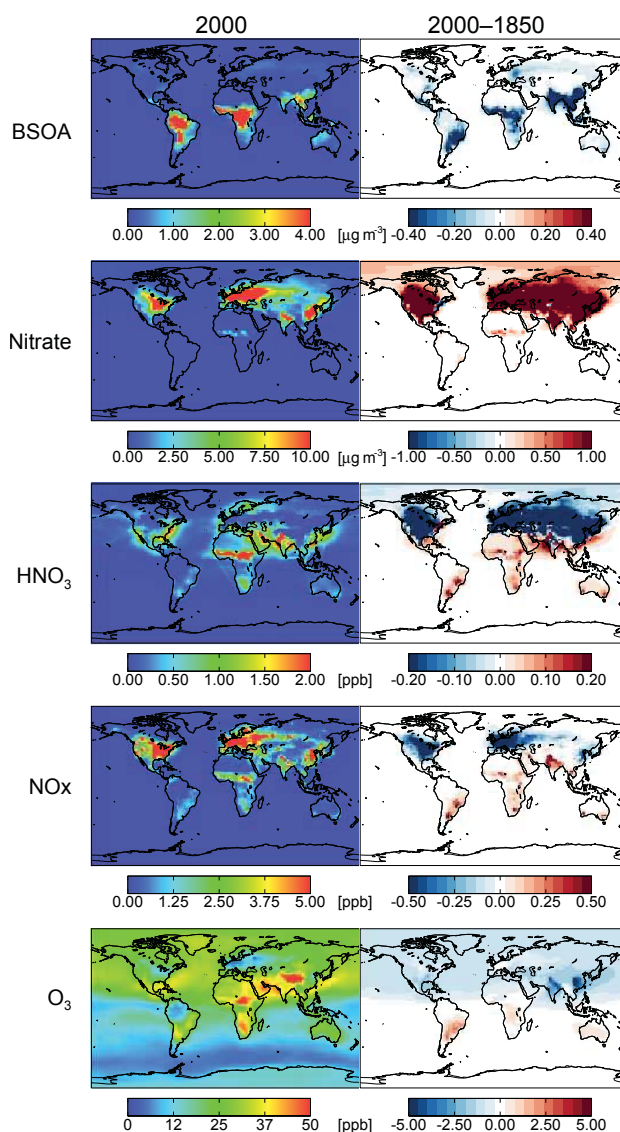 2000 2000–1850
BSOA
0.00 1.00 2.00 3.00 4.00 [µg m⁻³] -0.40 -0.20 0.00 0.20 0.40
Nitrate
0.00 2.50 5.00 7.50 10.00 [µg m⁻³] -1.00 -0.50 0.00 0.50 1.00
HNO₃
0.00 0.50 1.00 1.50 2.00 [ppb] -0.20 -0.10 0.00 0.10 0.20
NOx
0.00 1.25 2.50 3.75 5.00 [ppb] -0.50 -0.25 0.00 0.25 0.50
O₃
0 12 25 37 50 [ppb] -5.00 -2.50 0.00 2.50 5.00